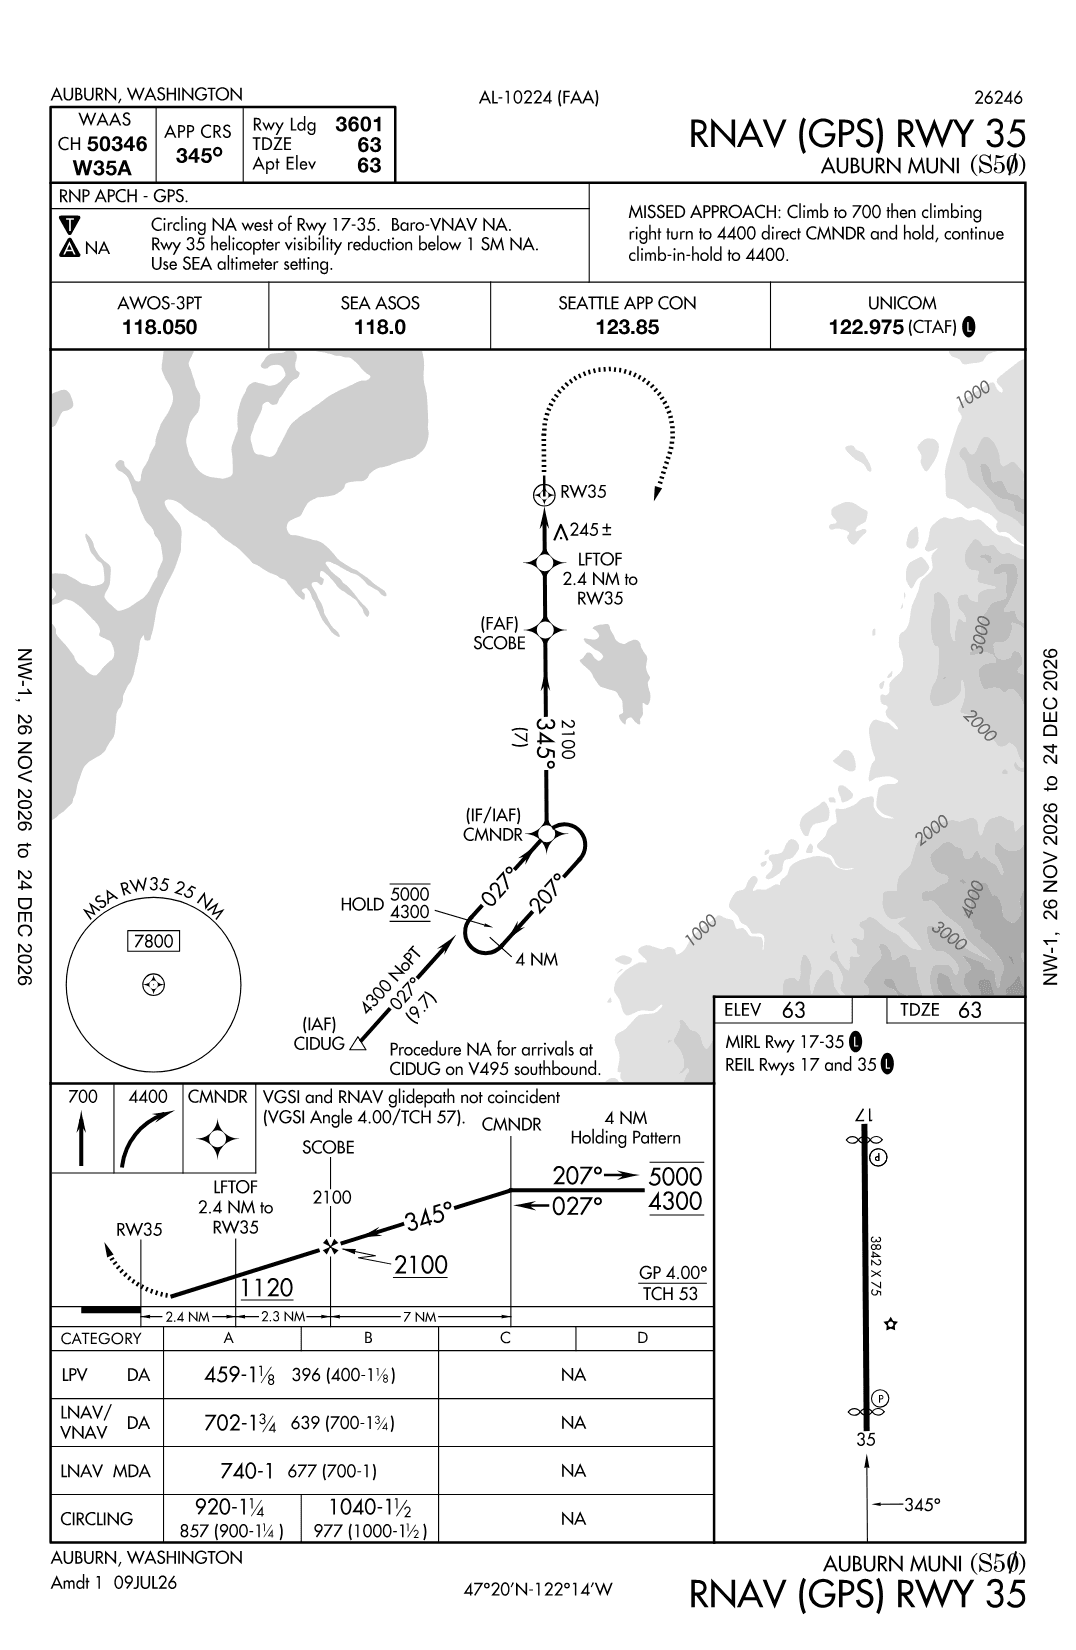 AUBURN, WASHINGTON
AL-10224 (FAA)
26246
WAAS
CH 50346
W35A
APP CRS
345°
Rwy Ldg 3601
TDZE 63
Apt Elev 63
RNAV (GPS) RWY 35
AUBURN MUNI (S50)
RNP APCH - GPS.
T
A NA
Circling NA west of Rwy 17-35. Baro-VNAV NA.
Rwy 35 helicopter visibility reduction below 1 SM NA.
Use SEA altimeter setting.
MISSED APPROACH: Climb to 700 then climbing
right turn to 4400 direct CMNDR and hold, continue
climb-in-hold to 4400.
AWOS-3PT
118.050
SEA ASOS
118.0
SEATTLE APP CON
123.85
UNICOM
122.975 (CTAF) L
1000
RW35
245 ±
LFTOF
2.4 NM to
RW35
(FAF)
SCOBE
3000
2000
2100
345°
(7)
(IF/IAF)
CMNDR
2000
027°
207°
HOLD 5000
4300
4 NM
4000
3000
1000
MSA RW35 25 NM
7800
4300 NoPT
027°
(9.7)
(IAF)
CIDUG
Procedure NA for arrivals at
CIDUG on V495 southbound.
NW-1, 26 NOV 2026 to 24 DEC 2026
NW-1, 26 NOV 2026 to 24 DEC 2026
ELEV 63
TDZE 63
MIRL Rwy 17-35 L
REIL Rwys 17 and 35 L
17
P
3842 X 75
P
35
345°
700
4400
CMNDR
VGSI and RNAV glidepath not coincident
(VGSI Angle 4.00/TCH 57).
CMNDR
4 NM
Holding Pattern
SCOBE
2100
207°
5000
4300
027°
345°
LFTOF
2.4 NM to
RW35
RW35
2100
1120
GP 4.00°
TCH 53
2.4 NM
2.3 NM
7 NM
CATEGORY A B C D
LPV DA 459-1⅛ 396 (400-1⅛) NA
LNAV/
VNAV DA 702-1¾ 639 (700-1¾) NA
LNAV MDA 740-1 677 (700-1) NA
CIRCLING 920-1¼ 1040-1½ NA
857 (900-1¼) 977 (1000-1½)
AUBURN, WASHINGTON
Amdt 1 09JUL26
47°20'N-122°14'W
AUBURN MUNI (S50)
RNAV (GPS) RWY 35